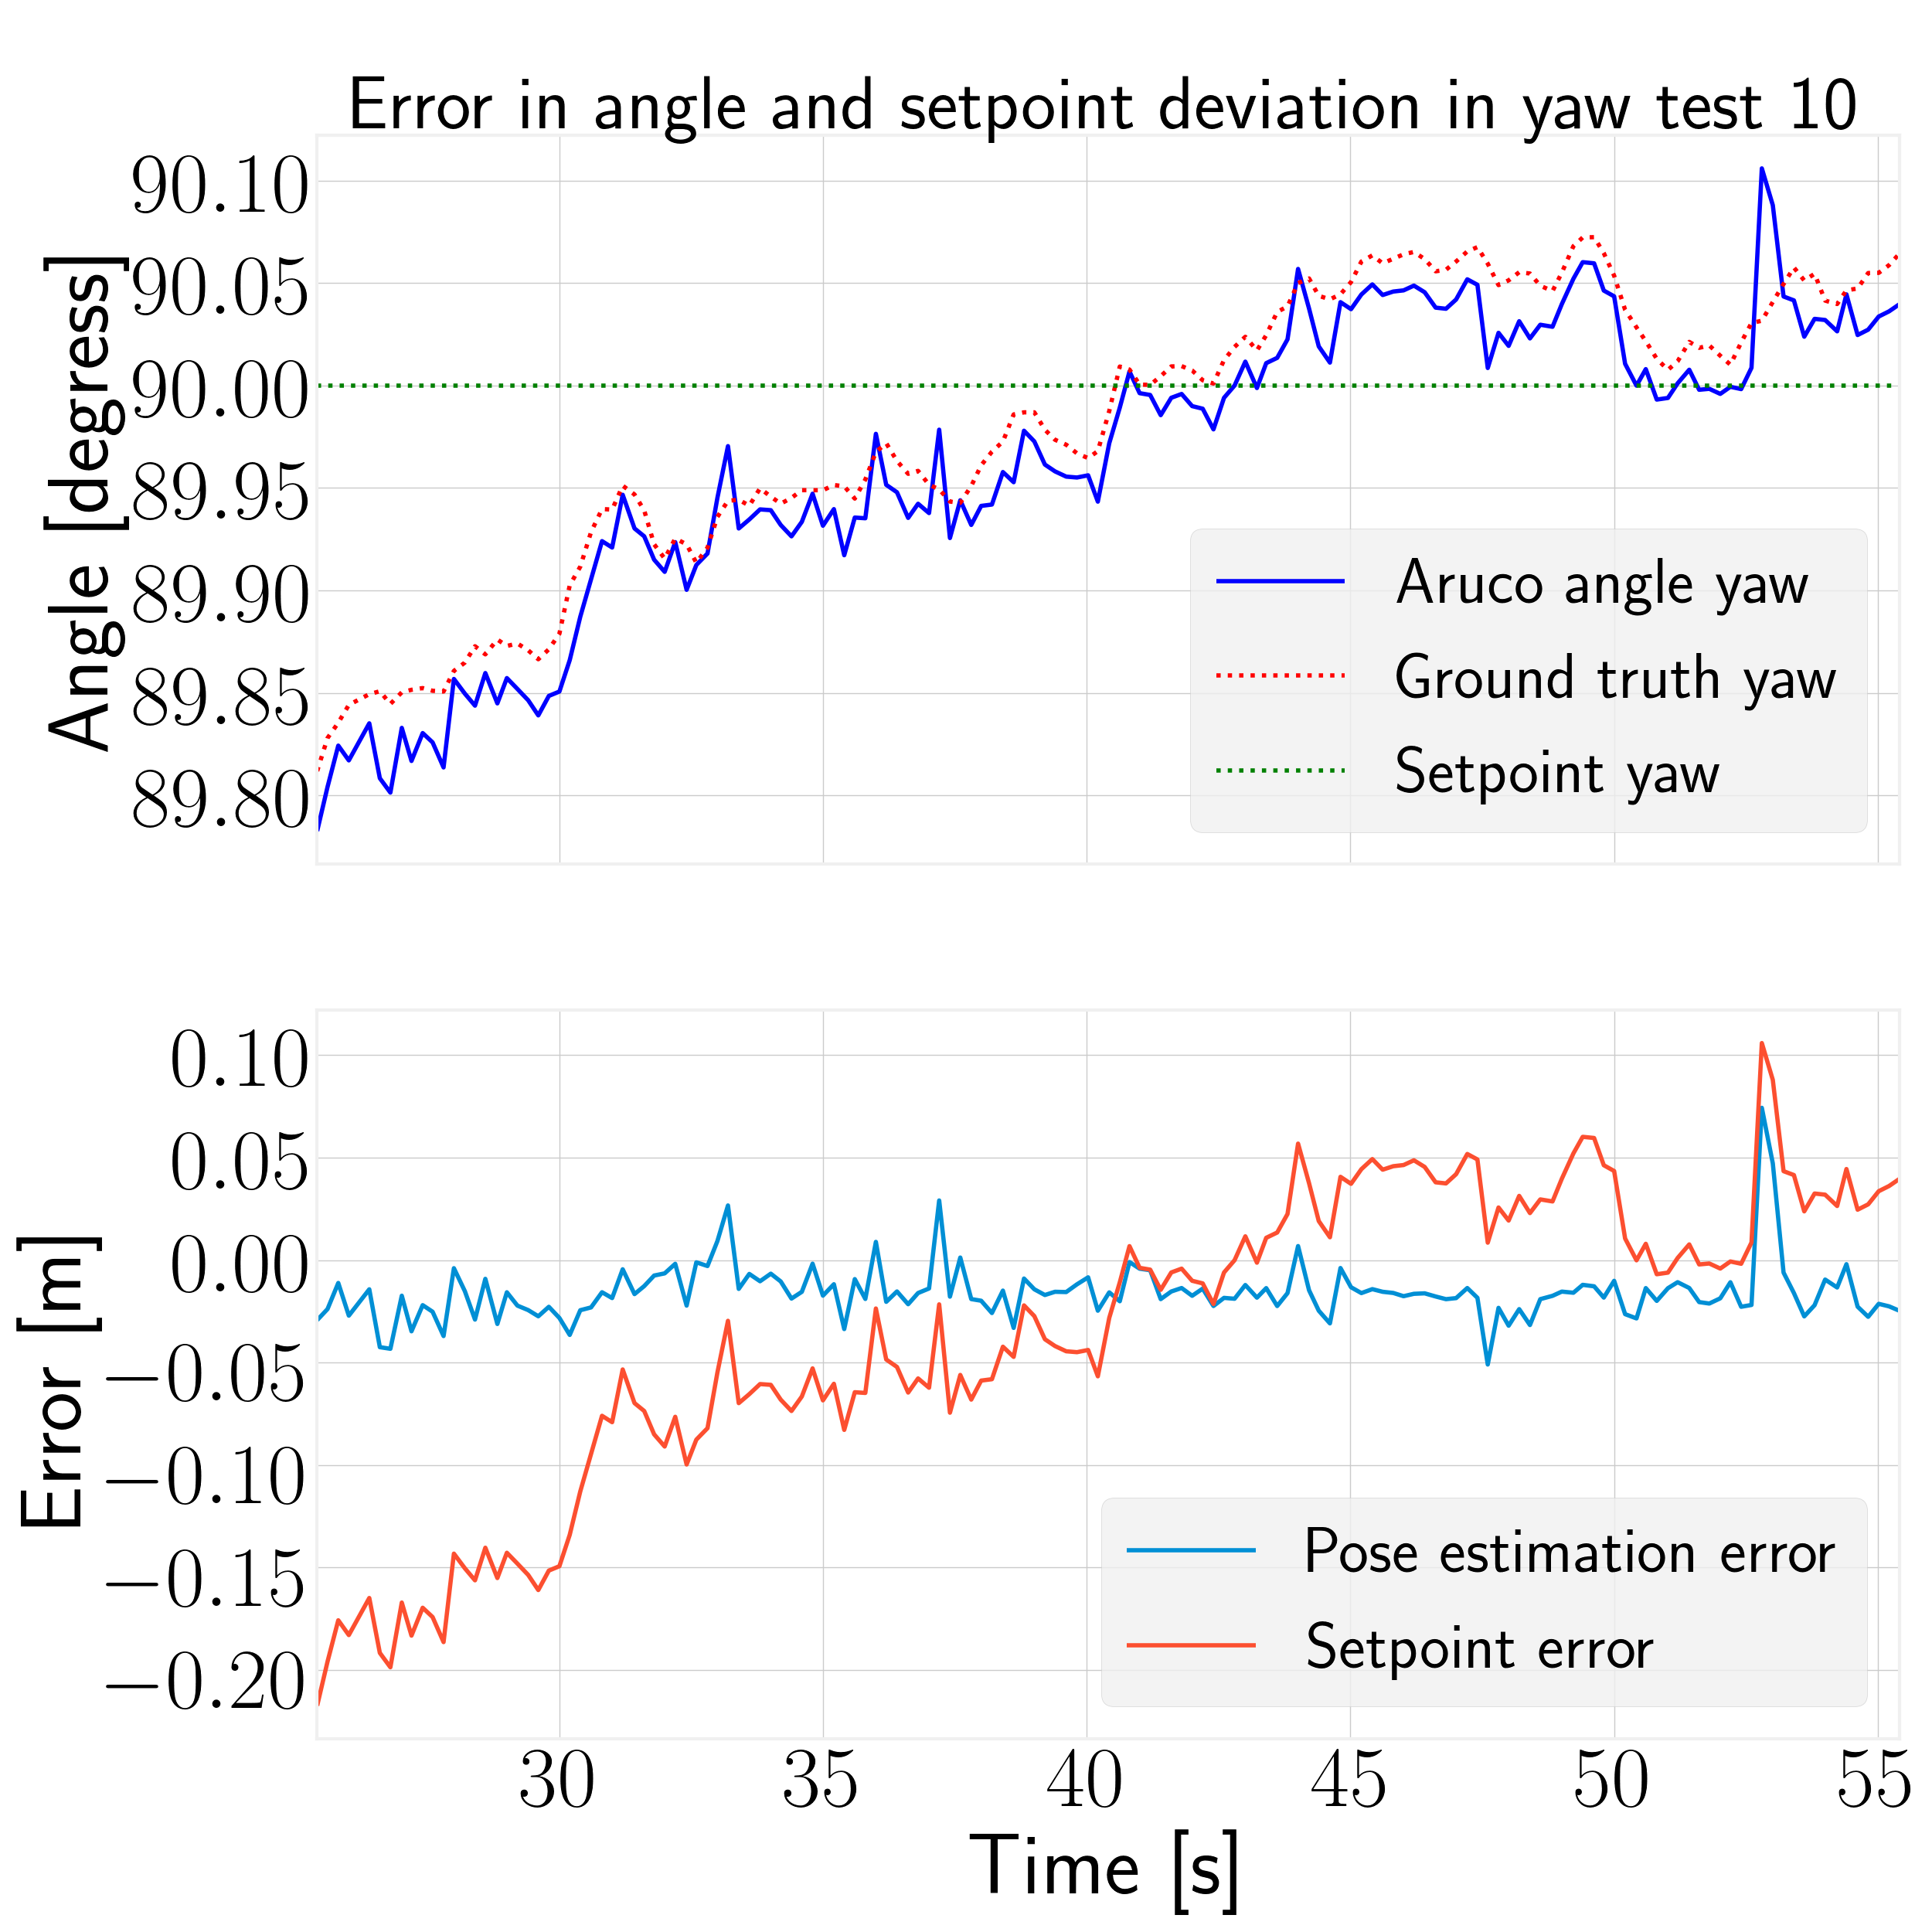 Error in angle and setpoint deviation in yaw test 10
Angle [degress]
90.10
90.05
90.00
89.95
89.90
89.85
89.80
Aruco angle yaw
Ground truth yaw
Setpoint yaw
Error [m]
0.10
0.05
0.00
−0.05
−0.10
−0.15
−0.20
Pose estimation error
Setpoint error
30 35 40 45 50 55
Time [s]